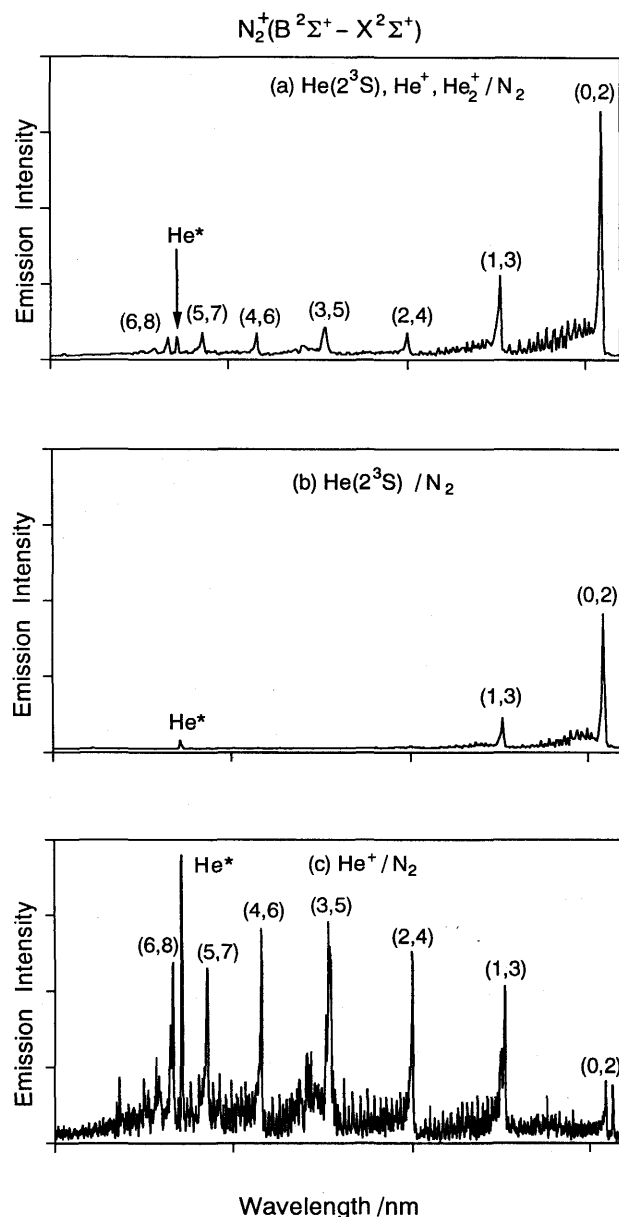 N₂⁺(B ²Σ⁺ – X ²Σ⁺)
(a) He(2³S), He⁺, He₂⁺/N₂
(0,2)
He*
(1,3)
(6,8)
(5,7)
(4,6)
(3,5)
(2,4)
Emission Intensity
(b) He(2³S) /N₂
(0,2)
(1,3)
He*
Emission Intensity
He*
(c) He⁺/N₂
(6,8)
(5,7)
(4,6)
(3,5)
(2,4)
(1,3)
(0,2)
Emission Intensity
Wavelength /nm